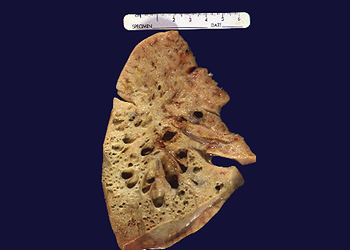 1 2 3 4 5 6
SPECIMEN DATE